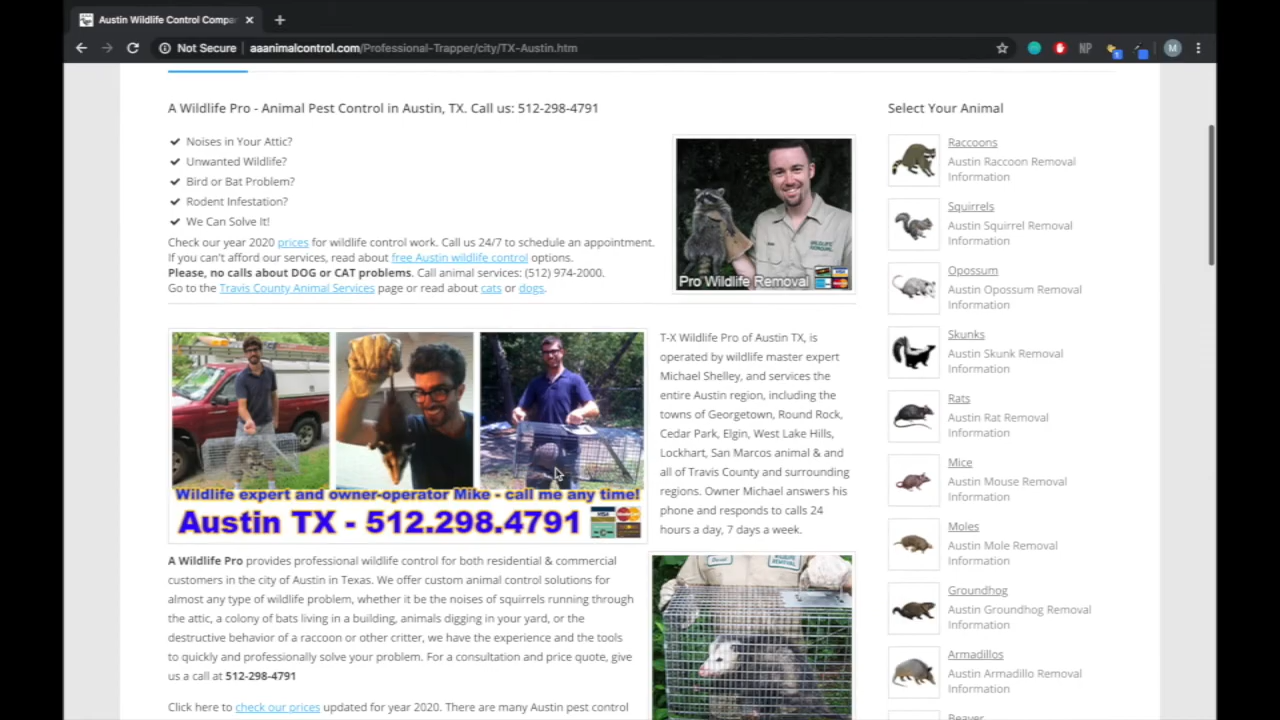 Austin Wildlife Control Compa
Not Secure
aaanimalcontrol.com/Professional-Trapper/city/TX-Austin.htm
NP
M
A Wildlife Pro - Animal Pest Control in Austin, TX. Call us: 512-298-4791
Noises in Your Attic?
Unwanted Wildlife?
Bird or Bat Problem?
Rodent Infestation?
We Can Solve It!
Check our year 2020 prices for wildlife control work. Call us 24/7 to schedule an appointment.
If you can't afford our services, read about free Austin wildlife control options.
Please, no calls about DOG or CAT problems. Call animal services: (512) 974-2000.
Go to the Travis County Animal Services page or read about cats or dogs.
Pro Wildlife Removal
VISA
Wildlife expert and owner-operator Mike - call me any time!
Austin TX - 512.298.4791
VISA
T-X Wildlife Pro of Austin TX, is
operated by wildlife master expert
Michael Shelley, and services the
entire Austin region, including the
towns of Georgetown, Round Rock,
Cedar Park, Elgin, West Lake Hills,
Lockhart, San Marcos animal & and
all of Travis County and surrounding
regions. Owner Michael answers his
phone and responds to calls 24
hours a day, 7 days a week.
A Wildlife Pro provides professional wildlife control for both residential & commercial
customers in the city of Austin in Texas. We offer custom animal control solutions for
almost any type of wildlife problem, whether it be the noises of squirrels running through
the attic, a colony of bats living in a building, animals digging in your yard, or the
destructive behavior of a raccoon or other critter, we have the experience and the tools
to quickly and professionally solve your problem. For a consultation and price quote, give
us a call at 512-298-4791
Click here to check our prices updated for year 2020. There are many Austin pest control
Select Your Animal
Raccoons
Austin Raccoon Removal
Information
Squirrels
Austin Squirrel Removal
Information
Opossum
Austin Opossum Removal
Information
Skunks
Austin Skunk Removal
Information
Rats
Austin Rat Removal
Information
Mice
Austin Mouse Removal
Information
Moles
Austin Mole Removal
Information
Groundhog
Austin Groundhog Removal
Information
Armadillos
Austin Armadillo Removal
Information
Beaver